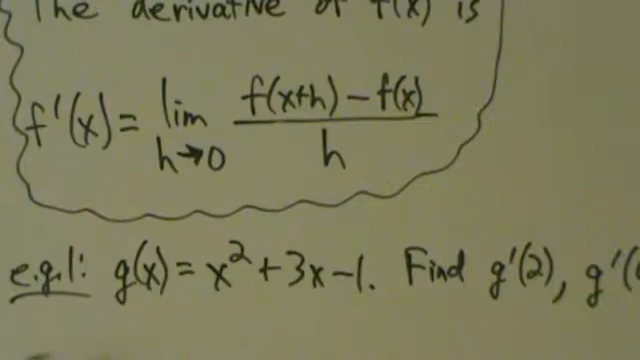 The derivative of f(x) is
f'(x) = lim h→0 f(x+h) - f(x) / h
e.g.1: g(x) = x² + 3x - 1. Find g'(2), g'(